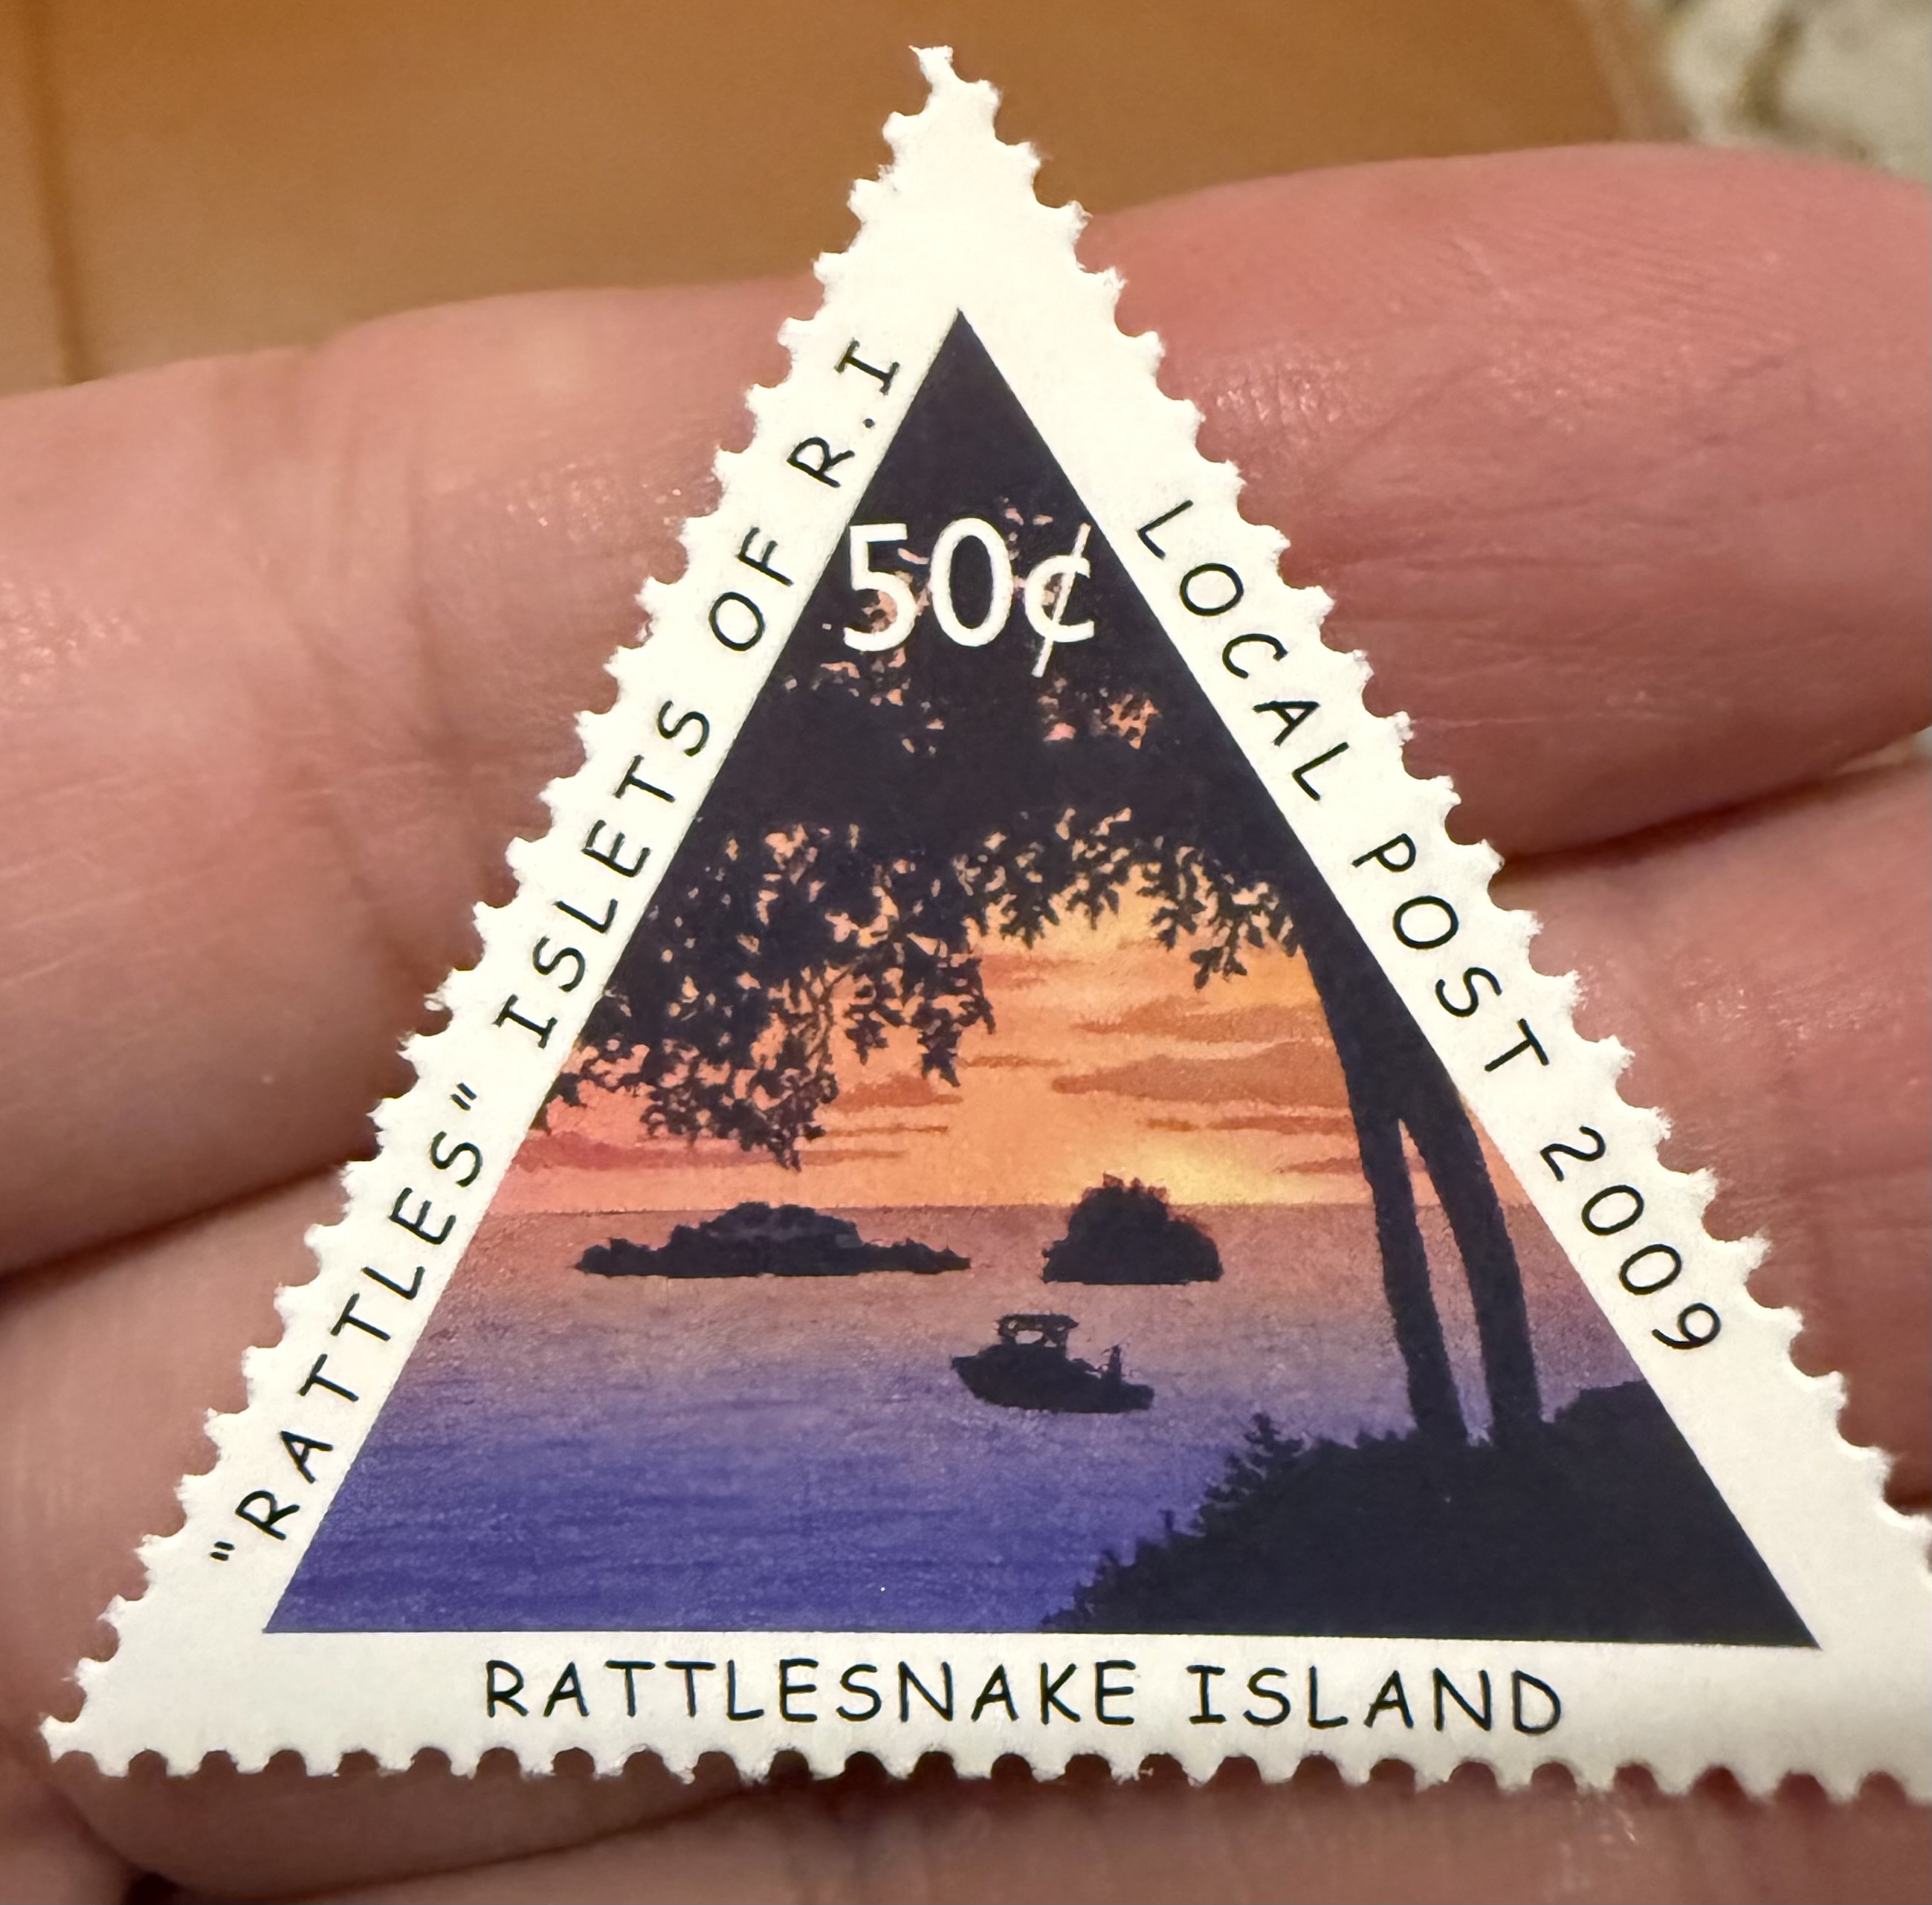 "RATTLES" ISLETS OF R.I
50¢
LOCAL POST 2009
RATTLESNAKE ISLAND